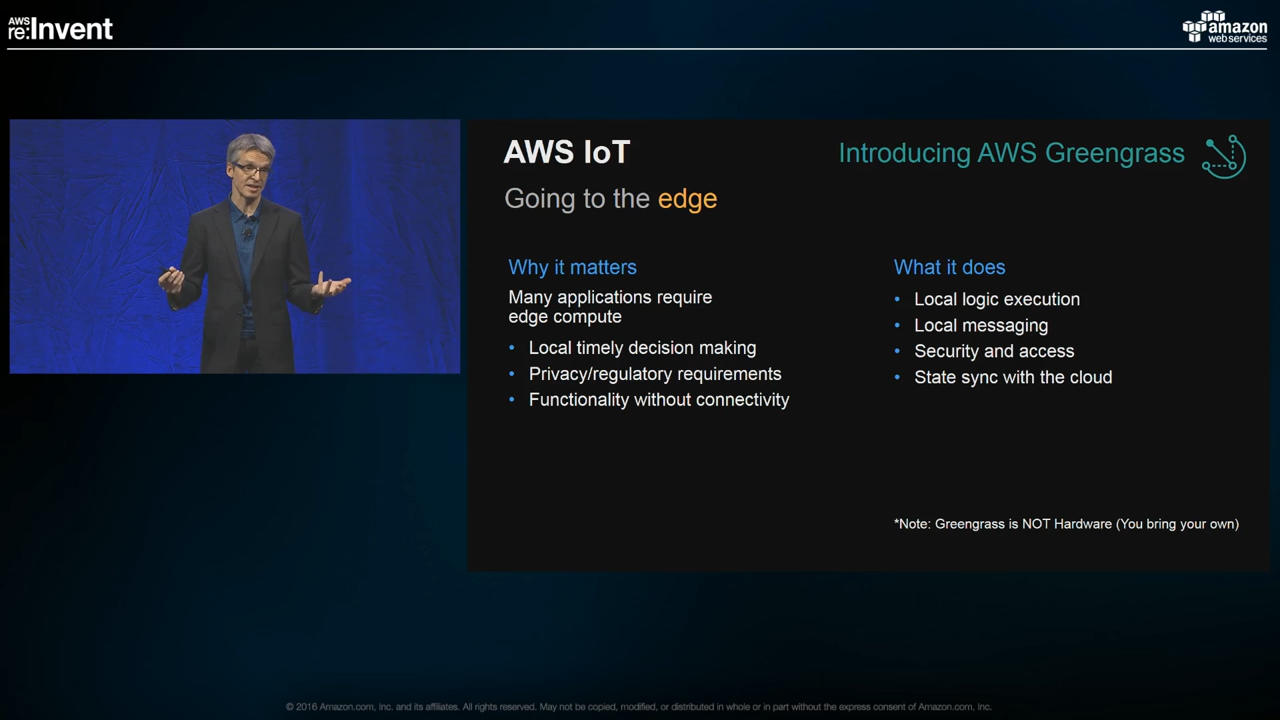 AWS
re:Invent
amazon
web services
AWS IoT
Introducing AWS Greengrass
Going to the edge
Why it matters
Many applications require
edge compute
• Local timely decision making
• Privacy/regulatory requirements
• Functionality without connectivity
What it does
• Local logic execution
• Local messaging
• Security and access
• State sync with the cloud
*Note: Greengrass is NOT Hardware (You bring your own)
© 2016 Amazon.com, Inc. and its affiliates. All rights reserved. May not be copied, modified, or distributed in whole or in part without the express consent of Amazon.com, Inc.